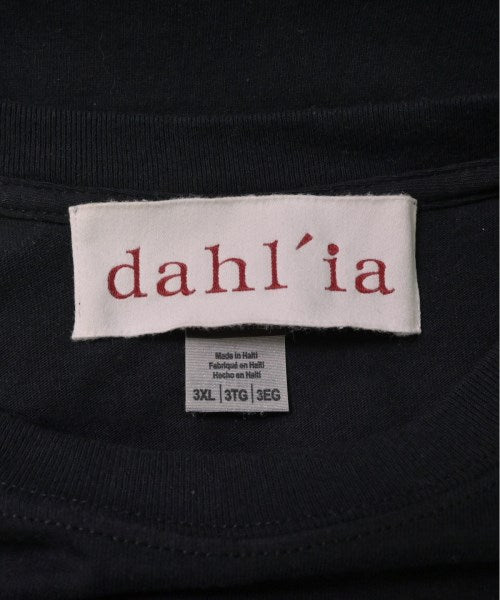 dahl´ia
Made in Haiti
Fabriqué en Haïti
Hecho en Haití
3XL | 3TG | 3EG